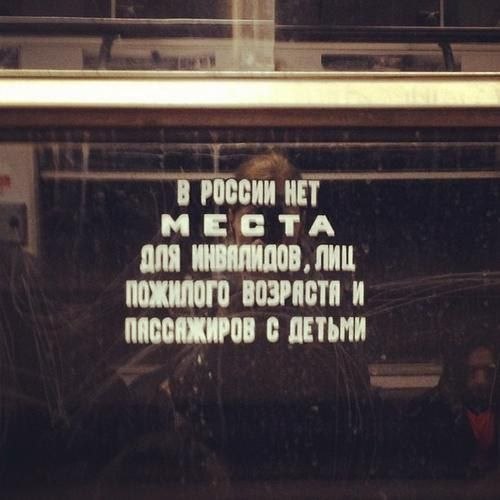 В РОССИИ НЕТ
МЕСТА
ДЛЯ ИНВАЛИДОВ, ЛИЦ
ПОЖИЛОГО ВОЗРАСТА И
ПАССАЖИРОВ С ДЕТЬМИ